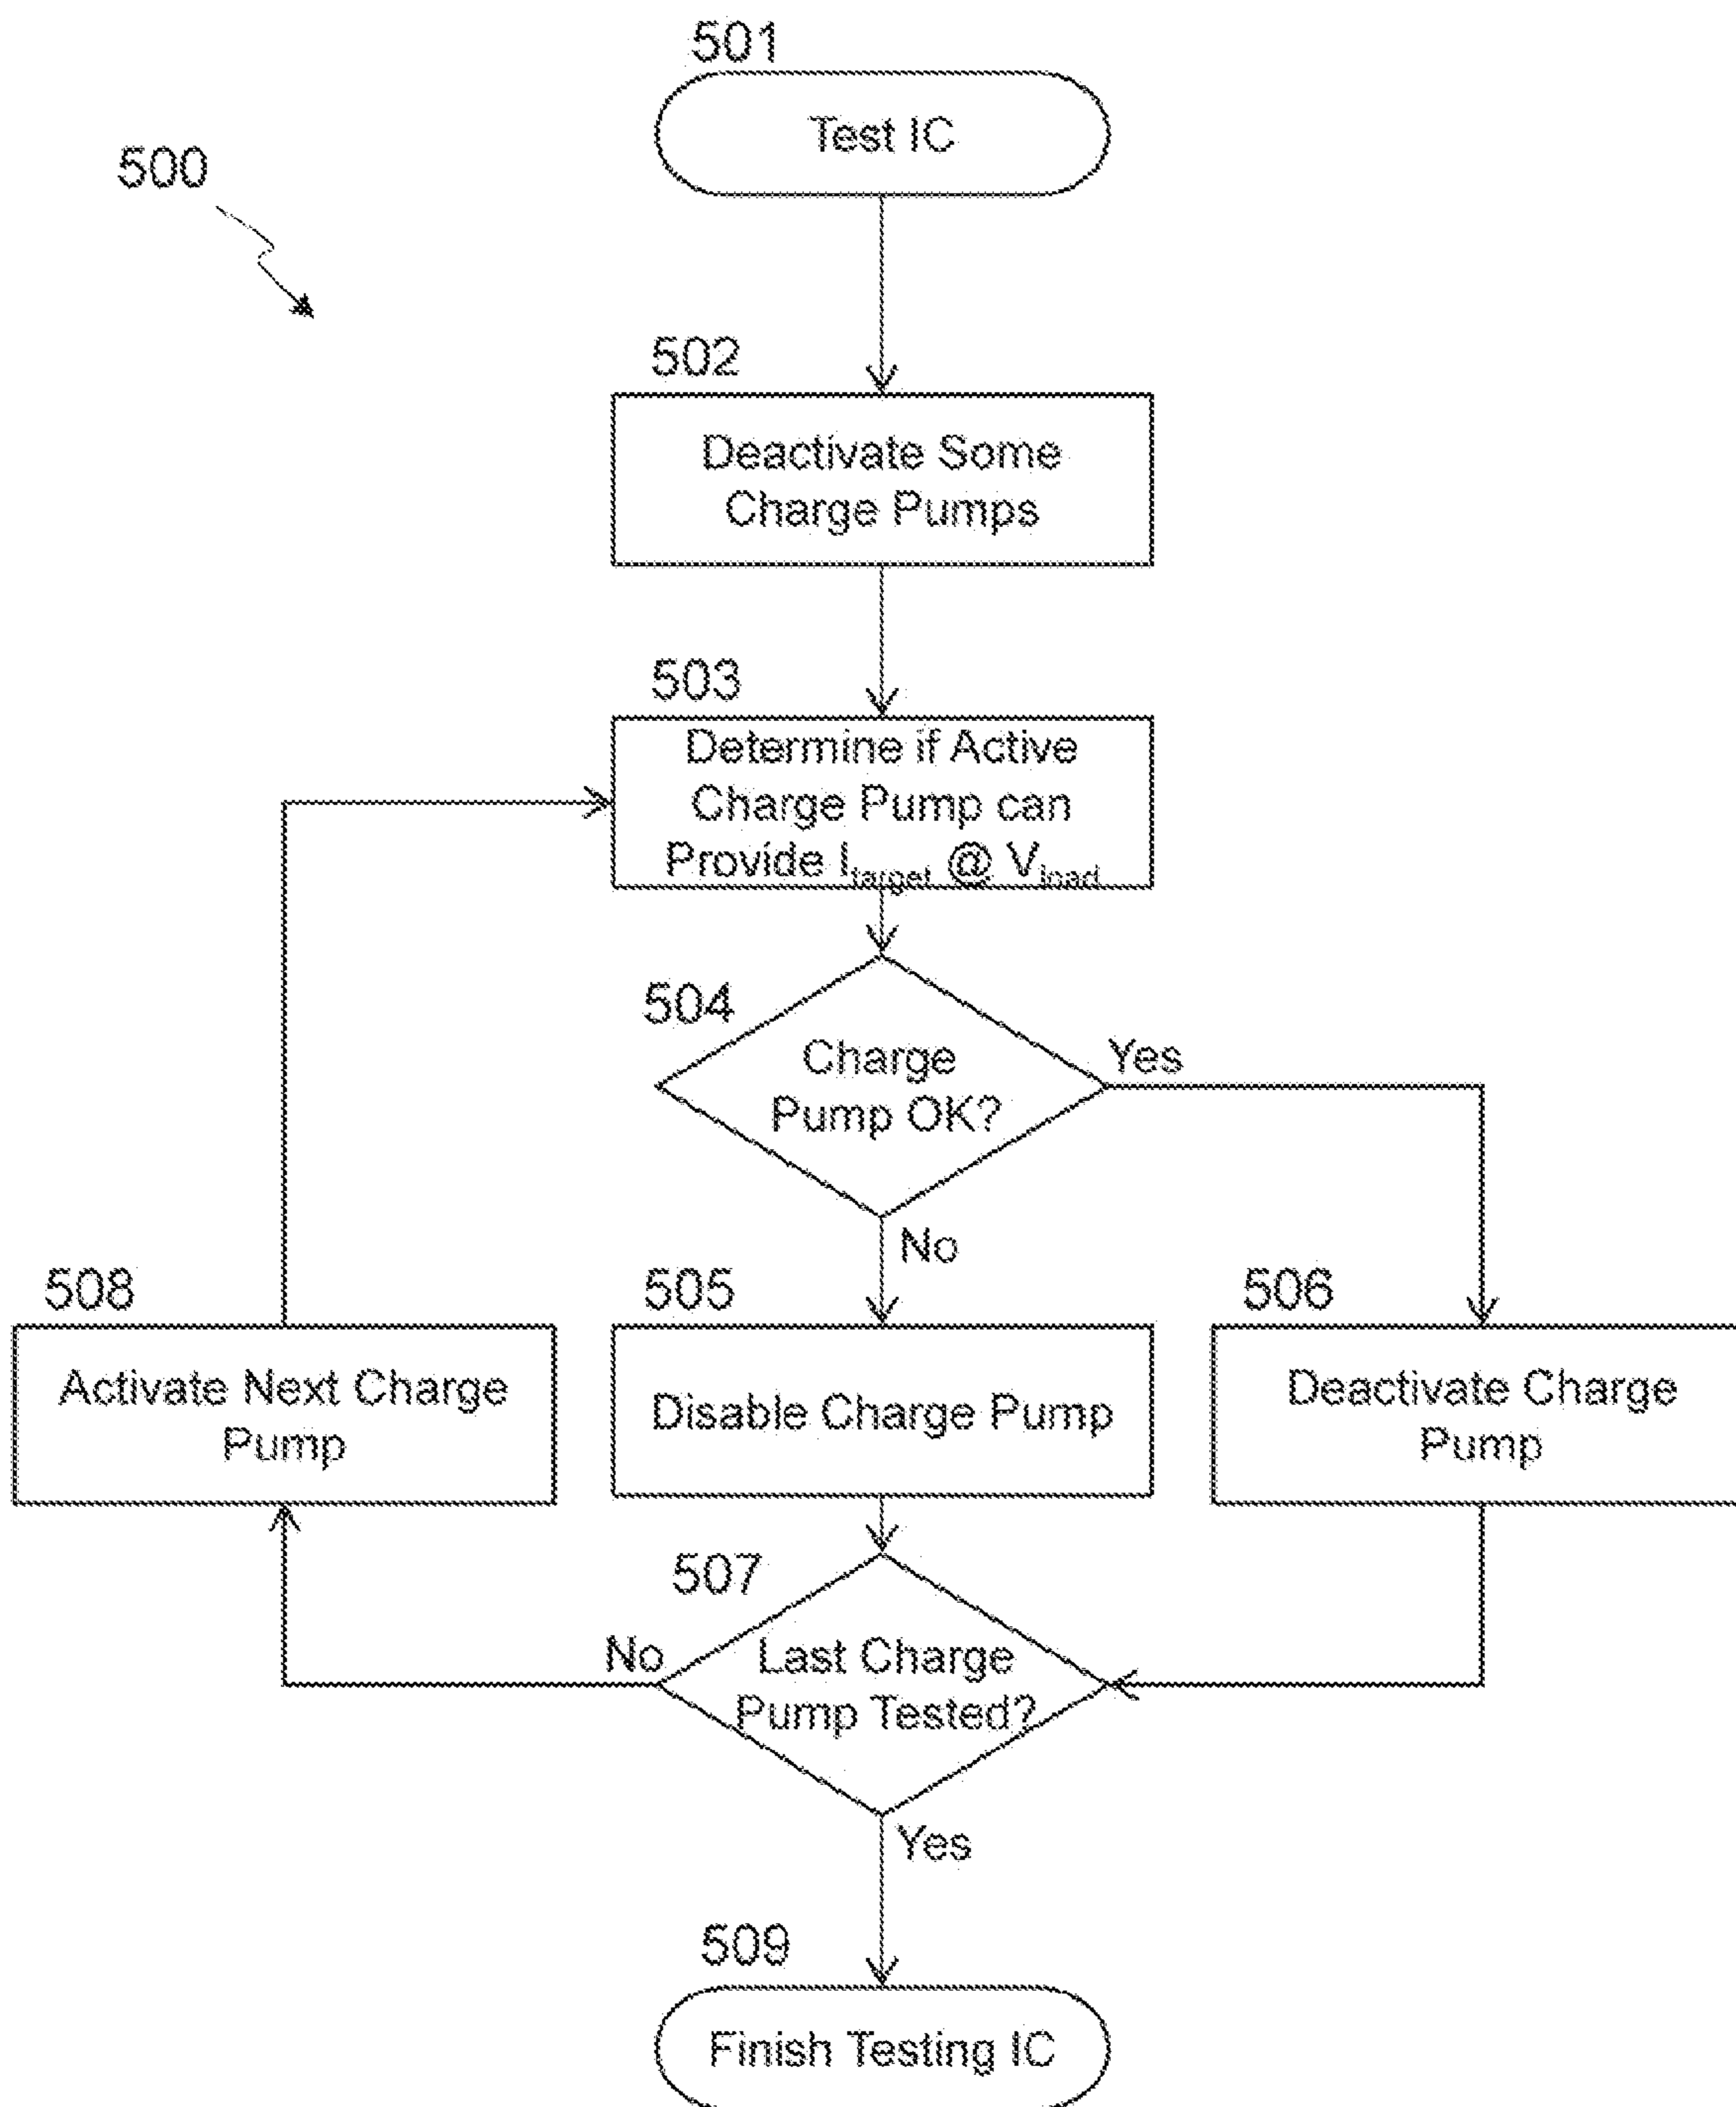 501
Test IC
500
502
Deactivate Some
Charge Pumps
503
Determine if Active
Charge Pump can
Provide Itarget @ Vload
504
Charge
Pump OK?
Yes
No
508
Activate Next Charge
Pump
505
Disable Charge Pump
506
Deactivate Charge
Pump
507
Last Charge
Pump Tested?
No
Yes
509
Finish Testing IC